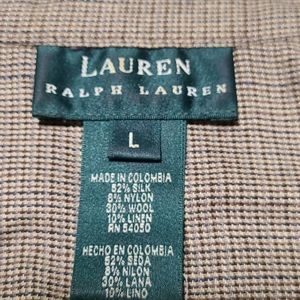 LAUREN
RALPH LAUREN
L
MADE IN COLOMBIA
52% SILK
8% NYLON
30% WOOL
10% LINEN
RN 54050
HECHO EN COLOMBIA
52% SEDA
8% NILON
30% LANA
10% LINO